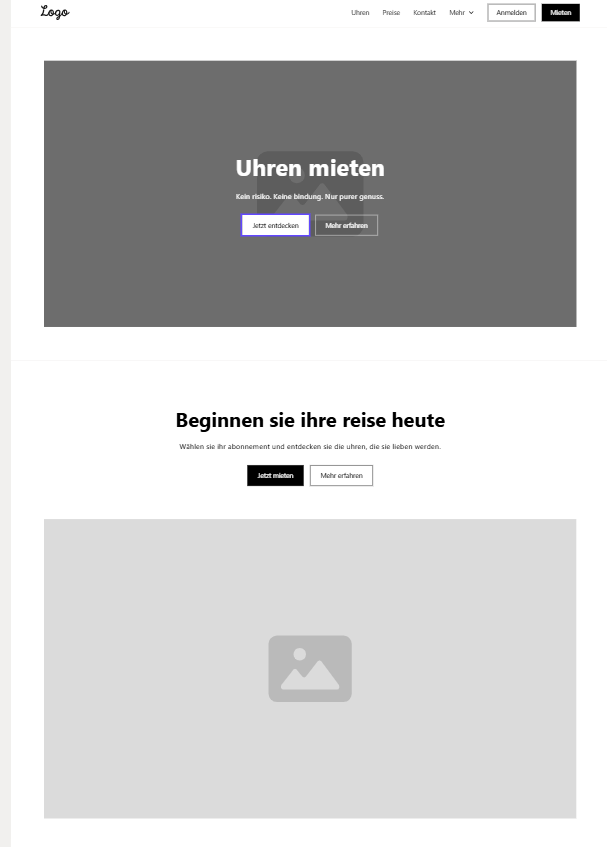 Logo
Uhren Preise Kontakt Mehr Anmelden Mieten
Uhren mieten
Kein risiko. Keine bindung. Nur purer genuss.
Jetzt entdecken Mehr erfahren
Beginnen sie ihre reise heute
Wählen sie ihr abonnement und entdecken sie die uhren, die sie lieben werden.
Jetzt mieten Mehr erfahren